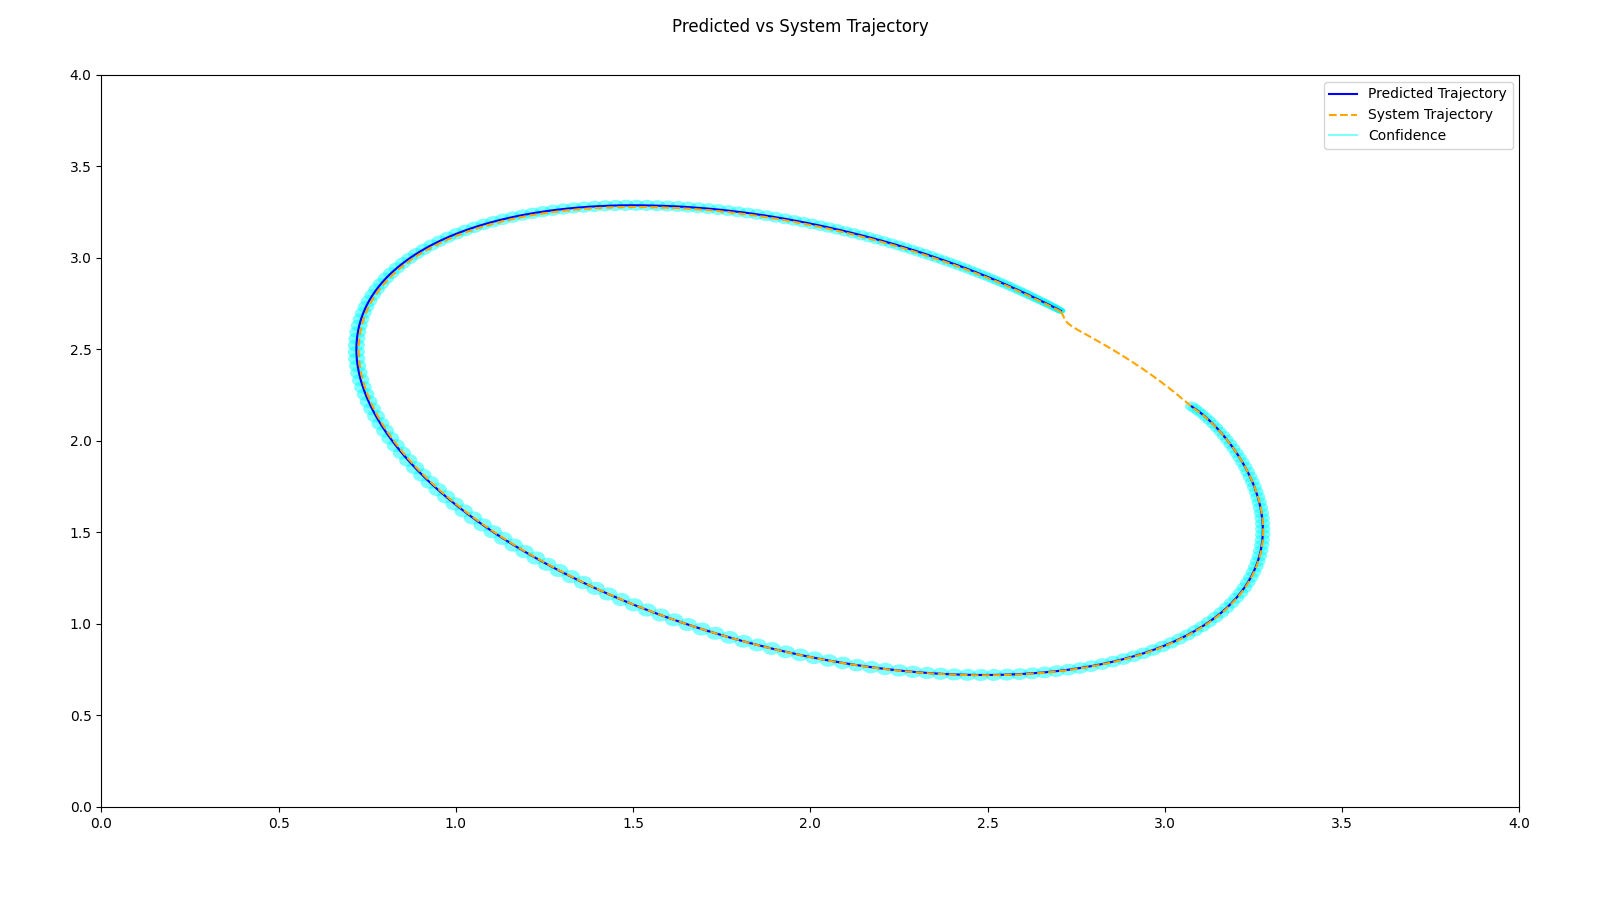 Predicted vs System Trajectory
4.0
3.5
3.0
2.5
2.0
1.5
1.0
0.5
0.0
0.0 0.5 1.0 1.5 2.0 2.5 3.0 3.5 4.0
Predicted Trajectory
System Trajectory
Confidence